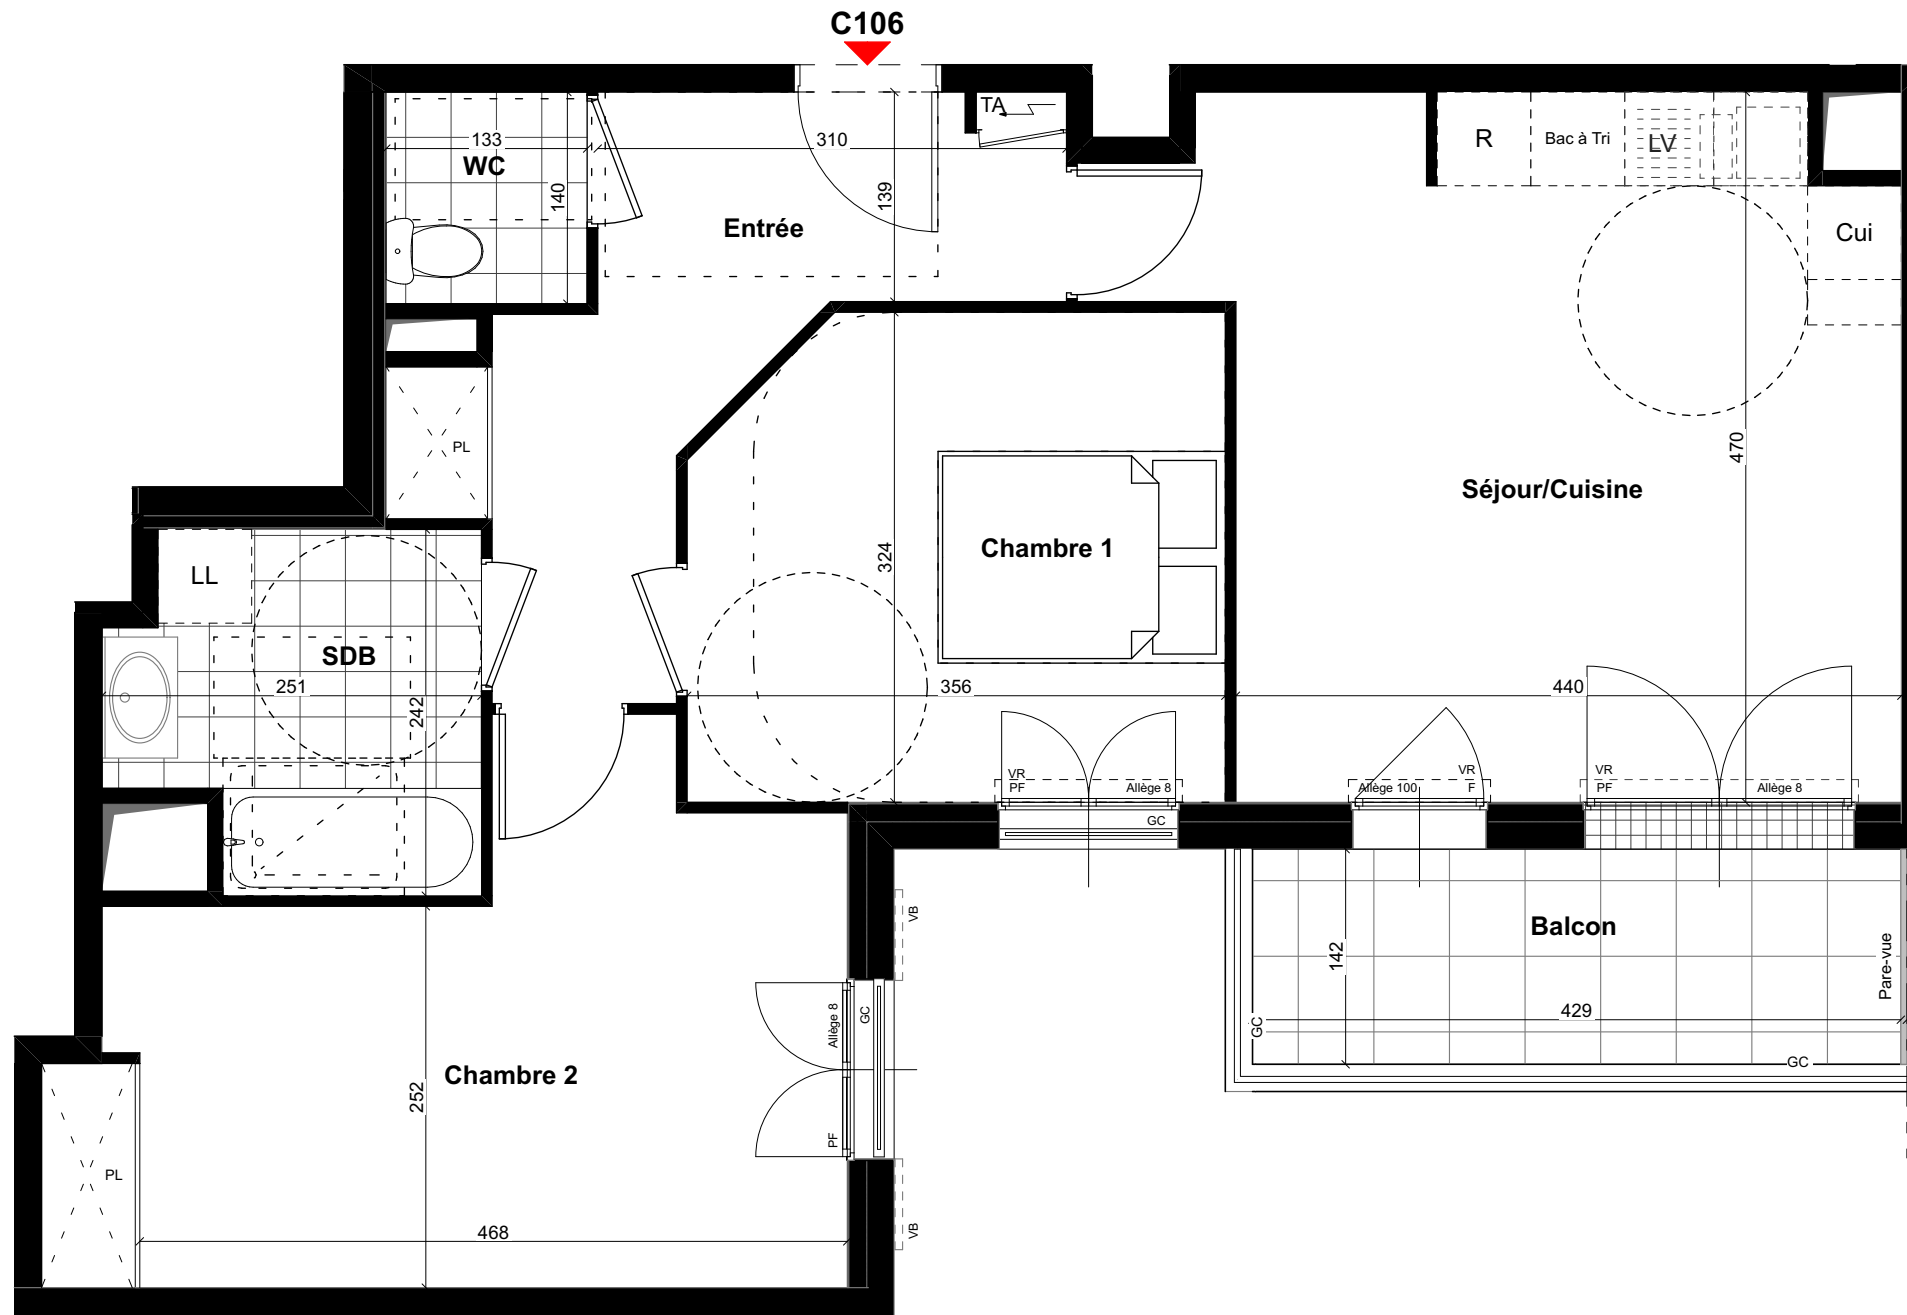 C106
TA
133
WC
310
140
139
Entrée
R
Bac à Tri
LV
Cui
PL
470
Séjour/Cuisine
324
Chambre 1
LL
SDB
251
242
356
440
VR
PF
Allège 8
GC
VR
Allège 100
F
VR
PF
Allège 8
VB
Balcon
142
Pare-vue
429
GC
GC
Allège 8
GC
PF
Chambre 2
252
PL
468
VB